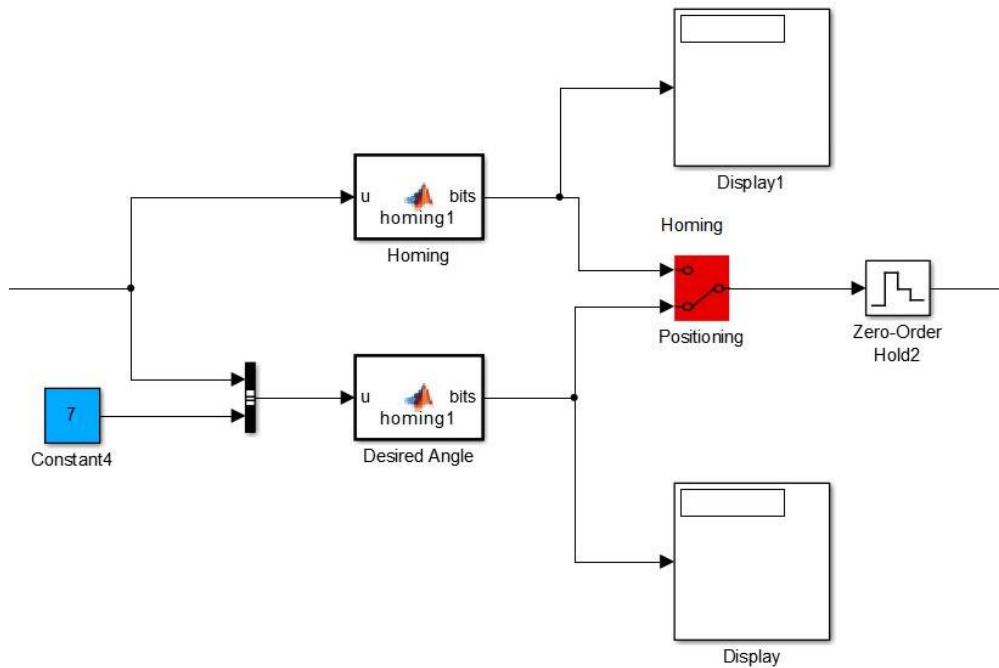 Display1
u
bits
homing1
Homing
Homing
Positioning
Zero-Order
Hold2
7
Constant4
u
bits
homing1
Desired Angle
Display